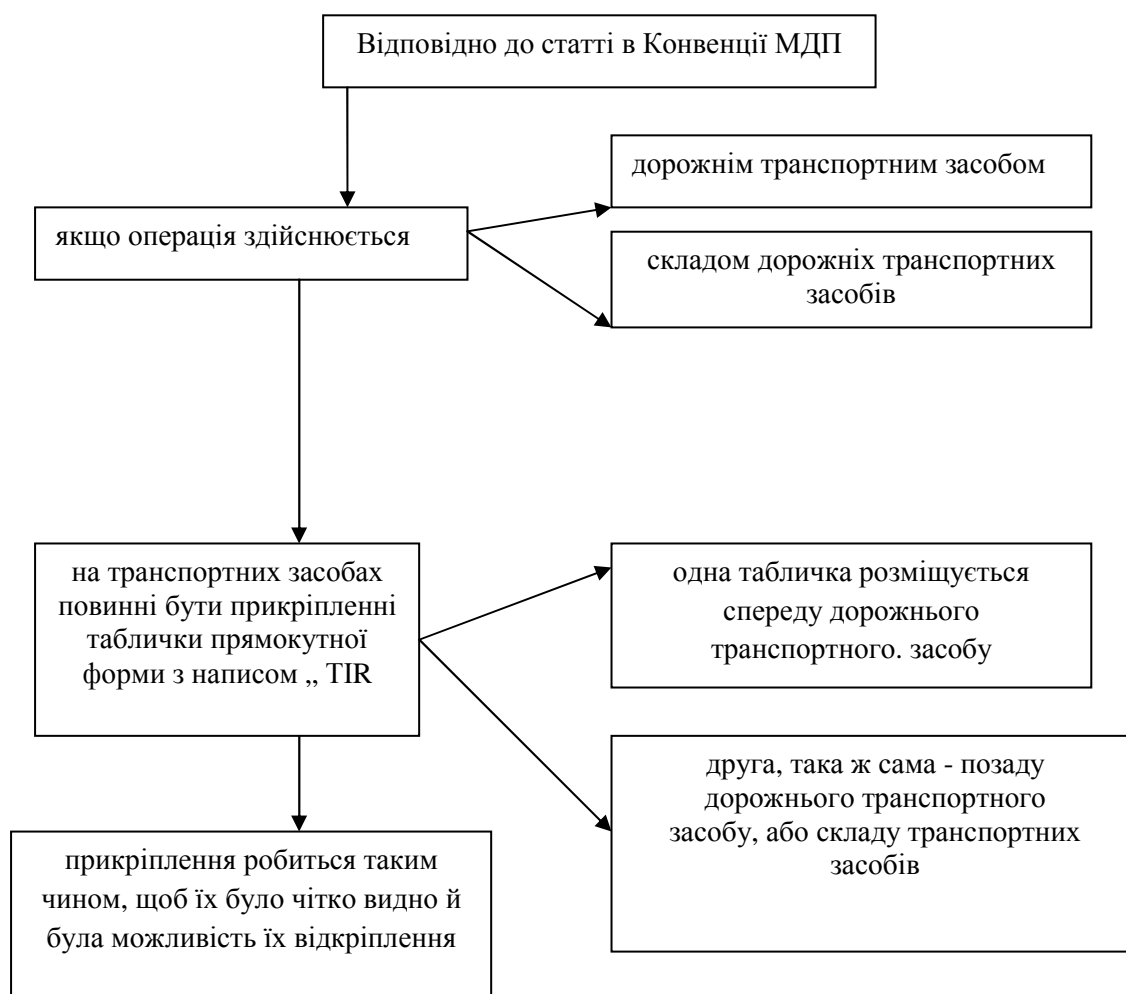 Відповідно до статті в Конвенції МДП
дорожнім транспортним засобом
якщо операція здійснюється
складом дорожніх транспортних
засобів
на транспортних засобах
повинні бути прикріпленні
таблички прямокутної
форми з написом „ TIR
одна табличка розміщується
спереду дорожнього
транспортного. засобу
друга, така ж сама - позаду
дорожнього транспортного
засобу, або складу транспортних
засобів
прикріплення робиться таким
чином, щоб їх було чітко видно й
була можливість їх відкріплення